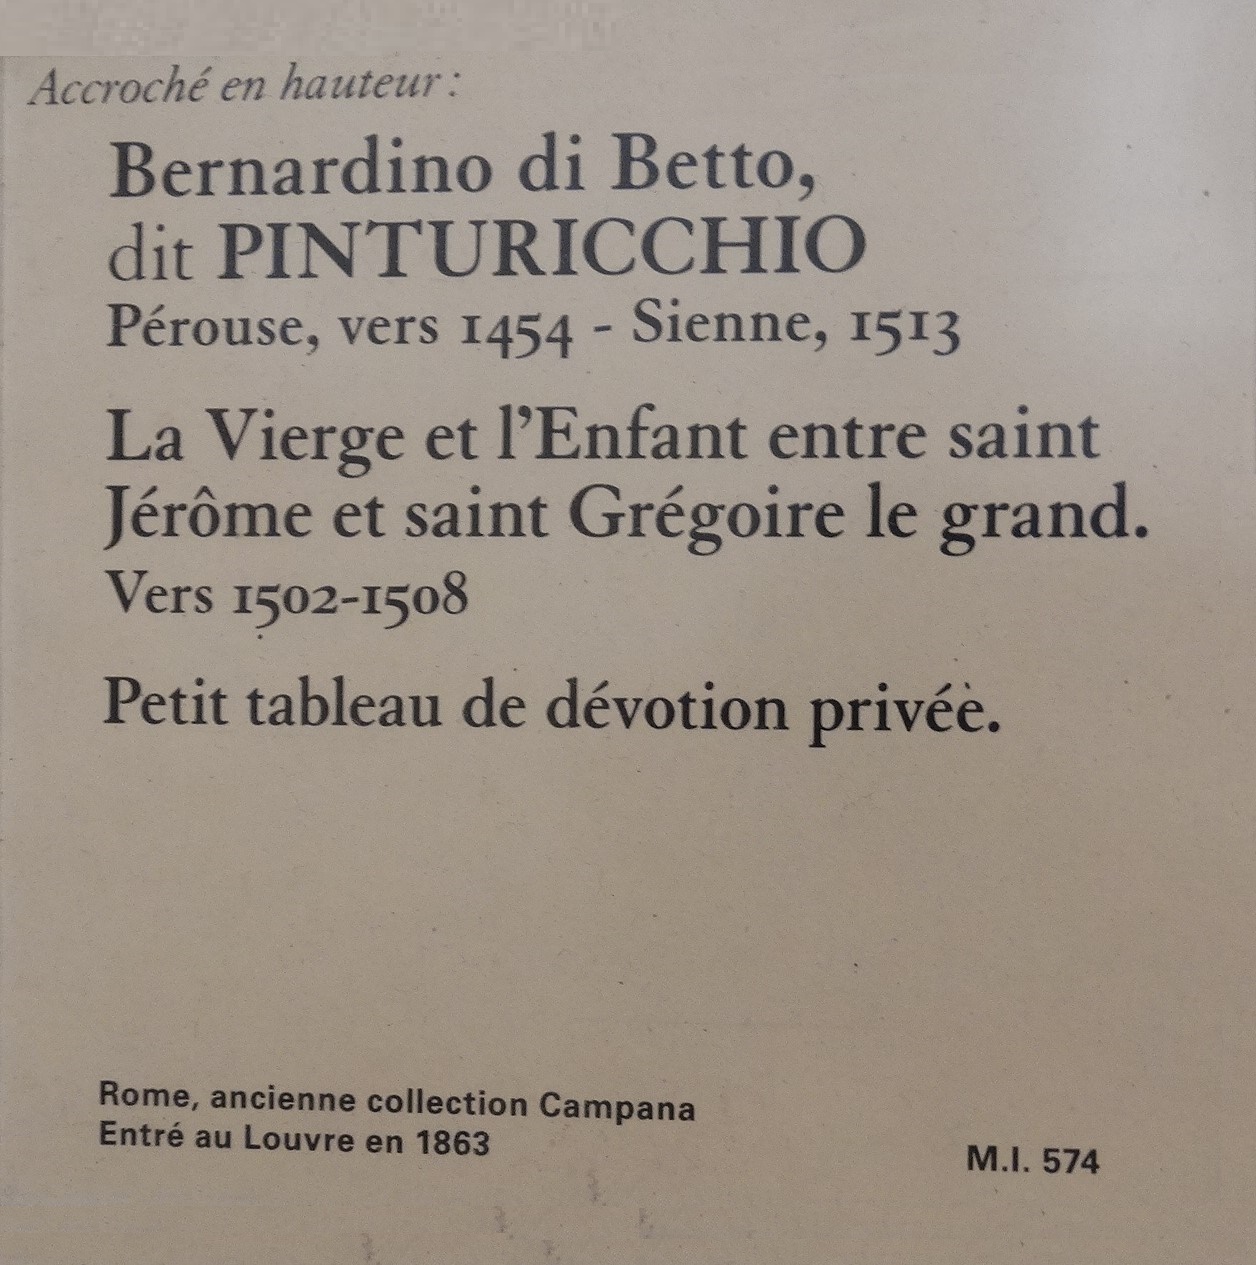 Accroché en hauteur :
Bernardino di Betto,
dit PINTURICCHIO
Pérouse, vers 1454 - Sienne, 1513
La Vierge et l'Enfant entre saint
Jérôme et saint Grégoire le grand.
Vers 1502-1508
Petit tableau de dévotion privéè.
Rome, ancienne collection Campana
Entré au Louvre en 1863
M.I. 574